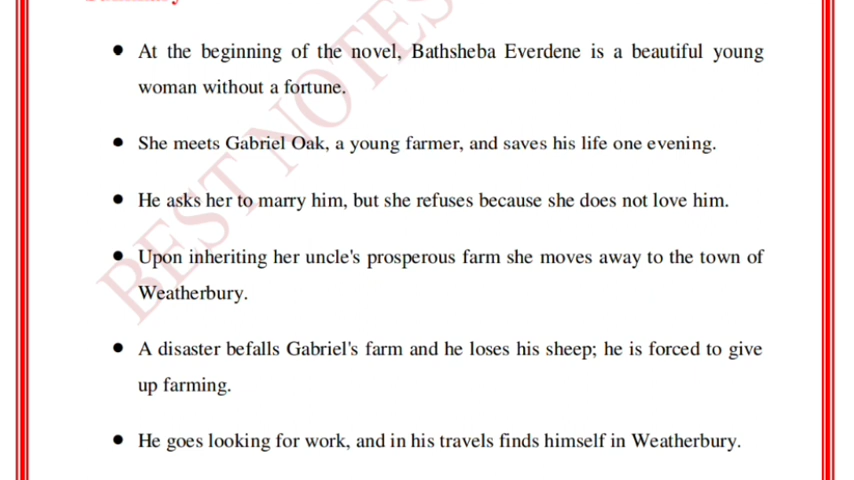 • At the beginning of the novel, Bathsheba Everdene is a beautiful young
woman without a fortune.
• She meets Gabriel Oak, a young farmer, and saves his life one evening.
• He asks her to marry him, but she refuses because she does not love him.
• Upon inheriting her uncle's prosperous farm she moves away to the town of
Weatherbury.
• A disaster befalls Gabriel's farm and he loses his sheep; he is forced to give
up farming.
• He goes looking for work, and in his travels finds himself in Weatherbury.
BEST NOTES